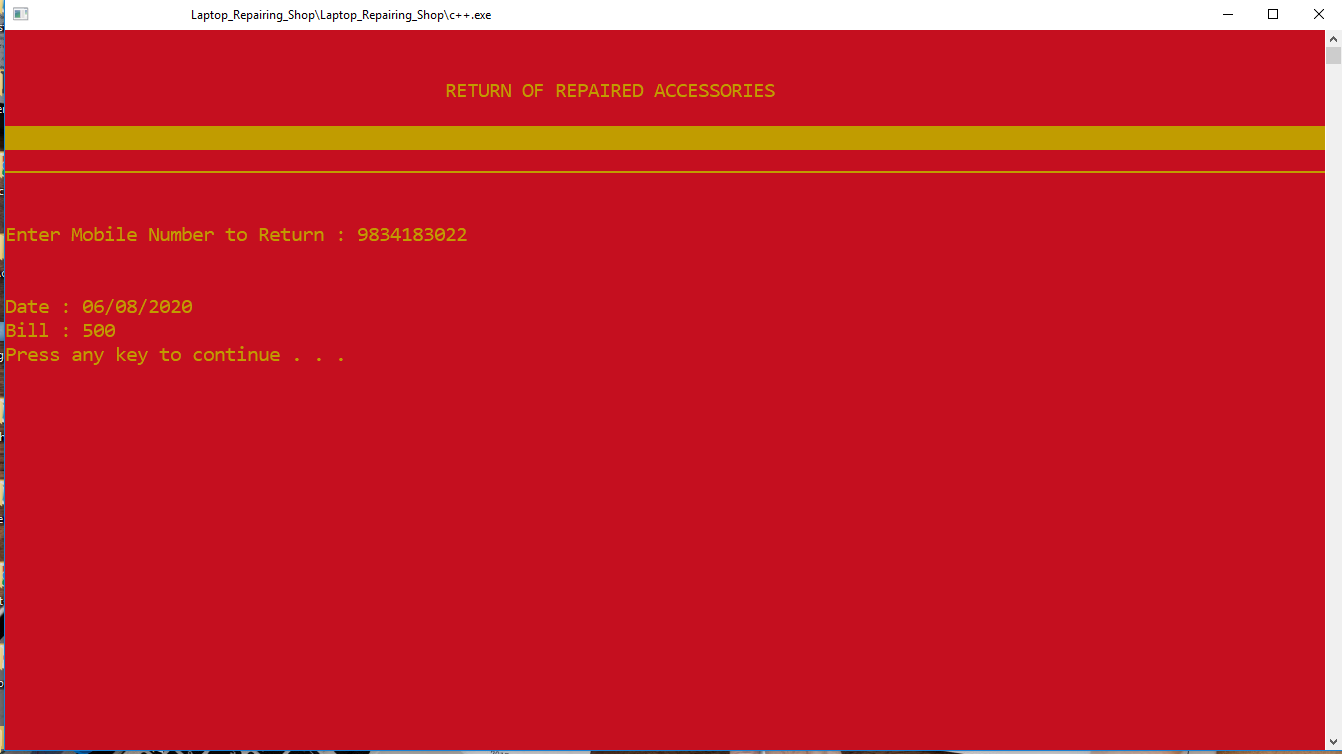 Laptop_Repairing_Shop\Laptop_Repairing_Shop\c++.exe
RETURN OF REPAIRED ACCESSORIES
Enter Mobile Number to Return : 9834183022
Date : 06/08/2020
Bill : 500
Press any key to continue . . .